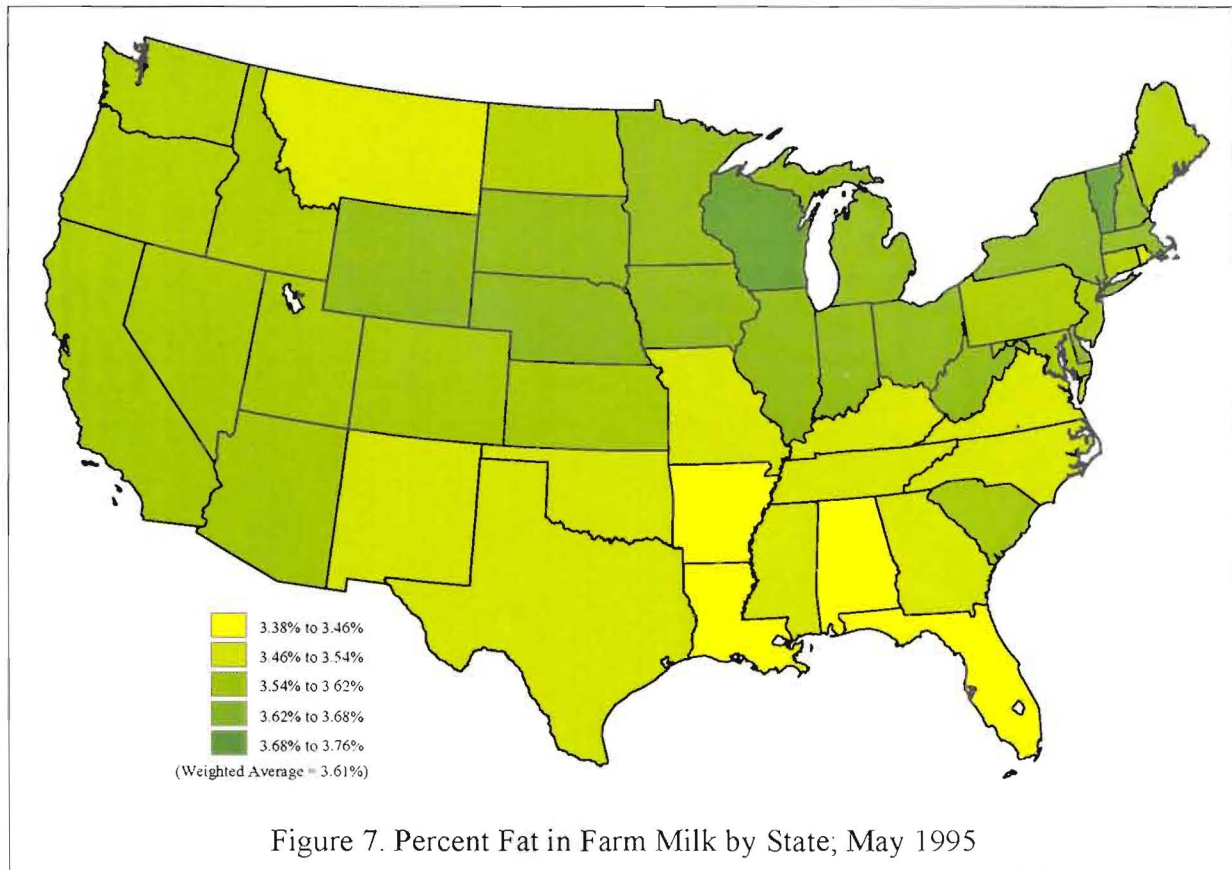 3.38% to 3.46%
3.46% to 3.54%
3.54% to 3.62%
3.62% to 3.68%
3.68% to 3.76%
(Weighted Average = 3.61%)
Figure 7. Percent Fat in Farm Milk by State; May 1995